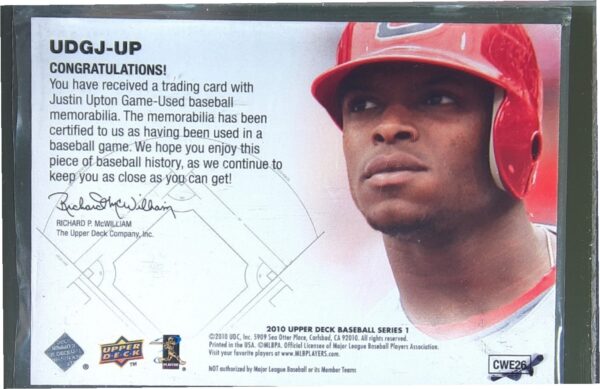 UDGJ-UP
CONGRATULATIONS!
You have received a trading card with
Justin Upton Game-Used baseball
memorabilia. The memorabilia has been
certified to us as having been used in a
baseball game. We hope you enjoy this
piece of baseball history, as we continue to
keep you as close as you can get!
Richard McWilliam
RICHARD P. McWILLIAM
The Upper Deck Company, Inc.
2010 UPPER DECK BASEBALL SERIES 1
©2010 UDC, Inc. 5909 Sea Otter Place, Carlsbad, CA 92010. All rights reserved.
Printed in the USA. ©MLBPA. Official Licensee of Major League Baseball Players Association.
Visit your favorite players at www.MLBPLAYERS.com.
NOT authorized by Major League Baseball or its Member Teams
UPPER
DECK
TM
PLAYERS
CWE26